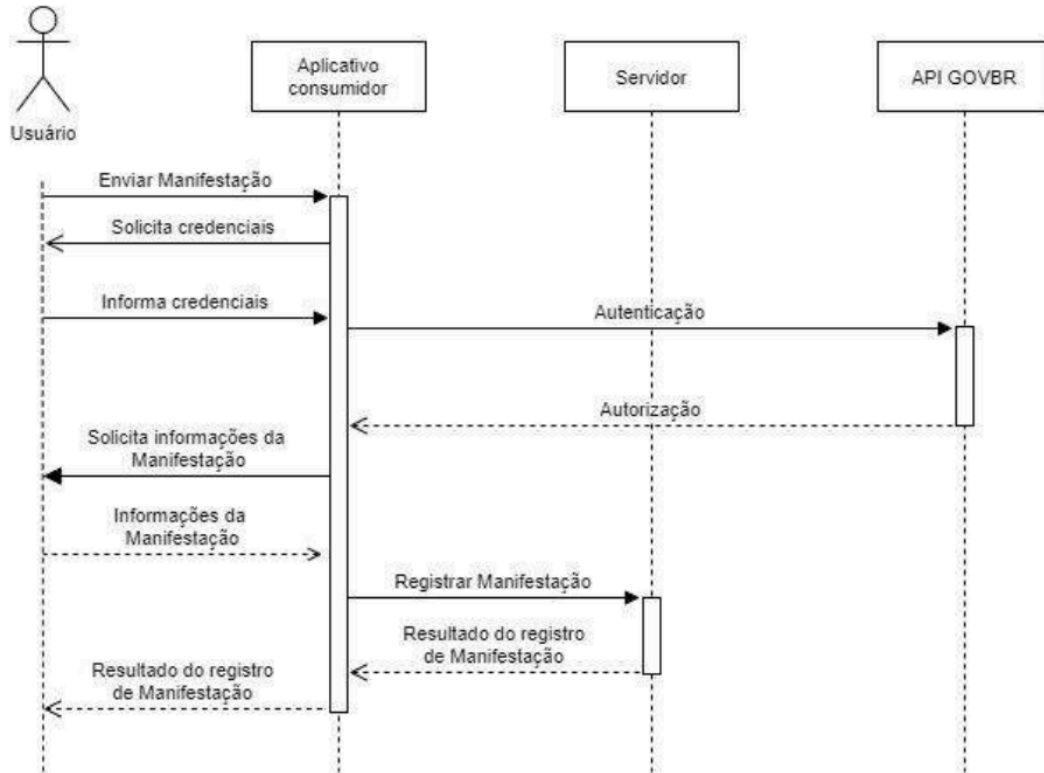 Usuário
Aplicativo
consumidor
Servidor
API GOVBR
Enviar Manifestação
Solicita credenciais
Informa credenciais
Autenticação
Autorização
Solicita informações da
Manifestação
Informações da
Manifestação
Registrar Manifestação
Resultado do registro
de Manifestação
Resultado do registro
de Manifestação